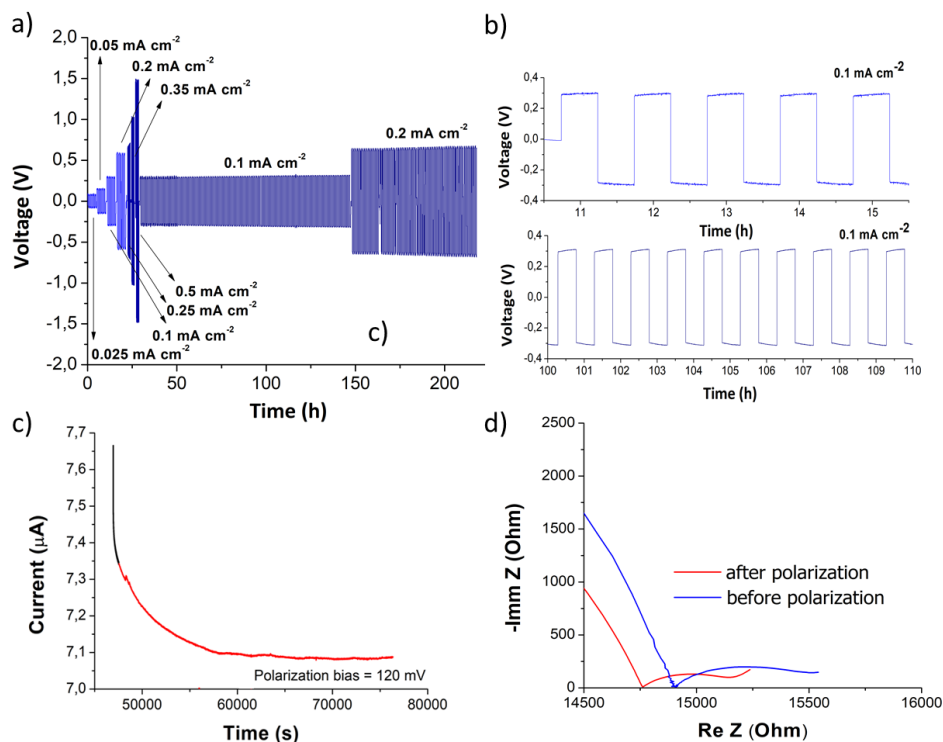 a)
2,0
1,5
1,0
0,5
0,0
-0,5
-1,0
-1,5
-2,0
Voltage (V)
0.05 mA cm-2
0.2 mA cm-2
0.35 mA cm-2
0.1 mA cm-2
0.2 mA cm-2
0.5 mA cm-2
0.25 mA cm-2
0.1 mA cm-2
0.025 mA cm-2
c)
0 50 100 150 200
Time (h)
b)
0.1 mA cm-2
0,4
0,2
0,0
-0,2
-0,4
Voltage (V)
11 12 13 14 15
Time (h)
0.1 mA cm-2
0,4
0,2
0,0
-0,2
-0,4
Voltage (V)
100 101 102 103 104 105 106 107 108 109 110
Time (h)
c)
7,7
7,6
7,5
7,4
7,3
7,2
7,1
7,0
Current (µA)
Polarization bias = 120 mV
50000 60000 70000 80000
Time (s)
d)
2500
2000
1500
1000
500
0
-Imm Z (Ohm)
after polarization
before polarization
14500 15000 15500 16000
Re Z (Ohm)